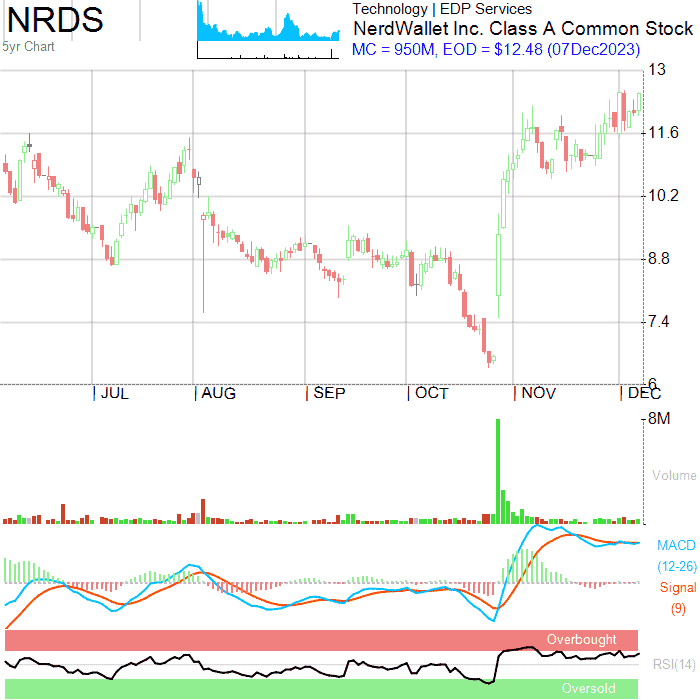 NRDS
5yr Chart
Technology | EDP Services
NerdWallet Inc. Class A Common Stock
MC = 950M, EOD = $12.48 (07Dec2023)
13
11.6
10.2
8.8
7.4
6
JUL AUG SEP OCT NOV DEC
8M
Volume
MACD
(12-26)
Signal
(9)
Overbought
RSI(14)
Oversold